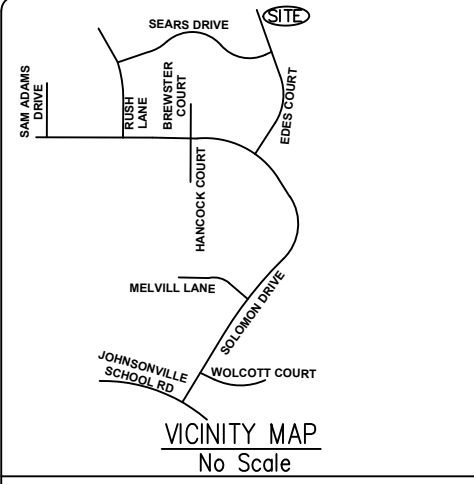 SEARS DRIVE
SITE
SAM ADAMS
DRIVE
RUSH
LANE
BREWSTER
COURT
EDES COURT
HANCOCK COURT
MELVILL LANE
SOLOMON DRIVE
JOHNSONVILLE
SCHOOL RD
WOLCOTT COURT
VICINITY MAP
No Scale